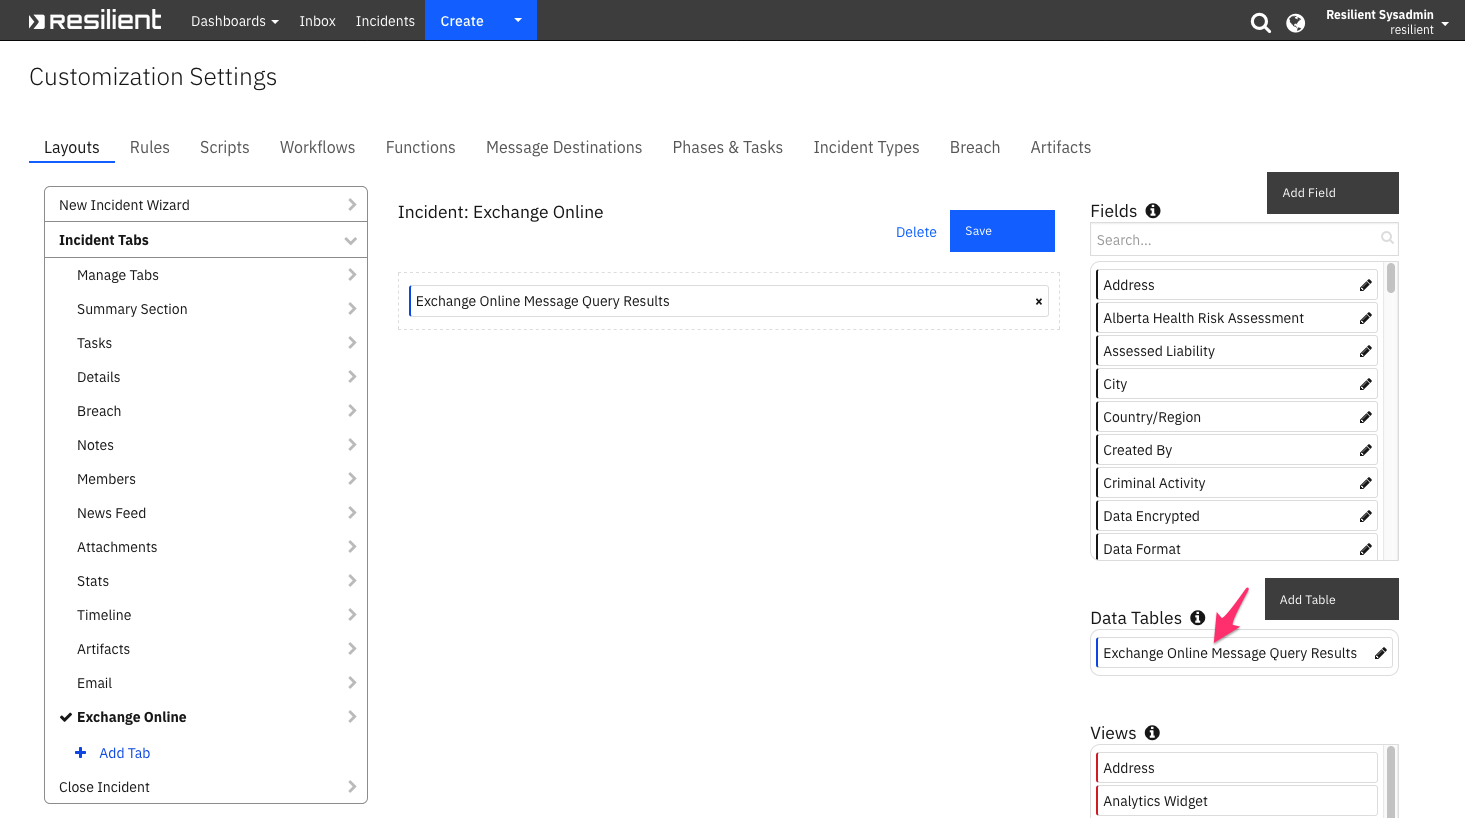 resilient Dashboards Inbox Incidents Create Resilient Sysadmin
resilient
Customization Settings
Layouts Rules Scripts Workflows Functions Message Destinations Phases & Tasks Incident Types Breach Artifacts
New Incident Wizard
Incident Tabs
Manage Tabs
Summary Section
Tasks
Details
Breach
Notes
Members
News Feed
Attachments
Stats
Timeline
Artifacts
Email
Exchange Online
Add Tab
Close Incident
Incident: Exchange Online
Delete Save
Exchange Online Message Query Results
Add Field
Fields
Search...
Address
Alberta Health Risk Assessment
Assessed Liability
City
Country/Region
Created By
Criminal Activity
Data Encrypted
Data Format
Add Table
Data Tables
Exchange Online Message Query Results
Views
Address
Analytics Widget